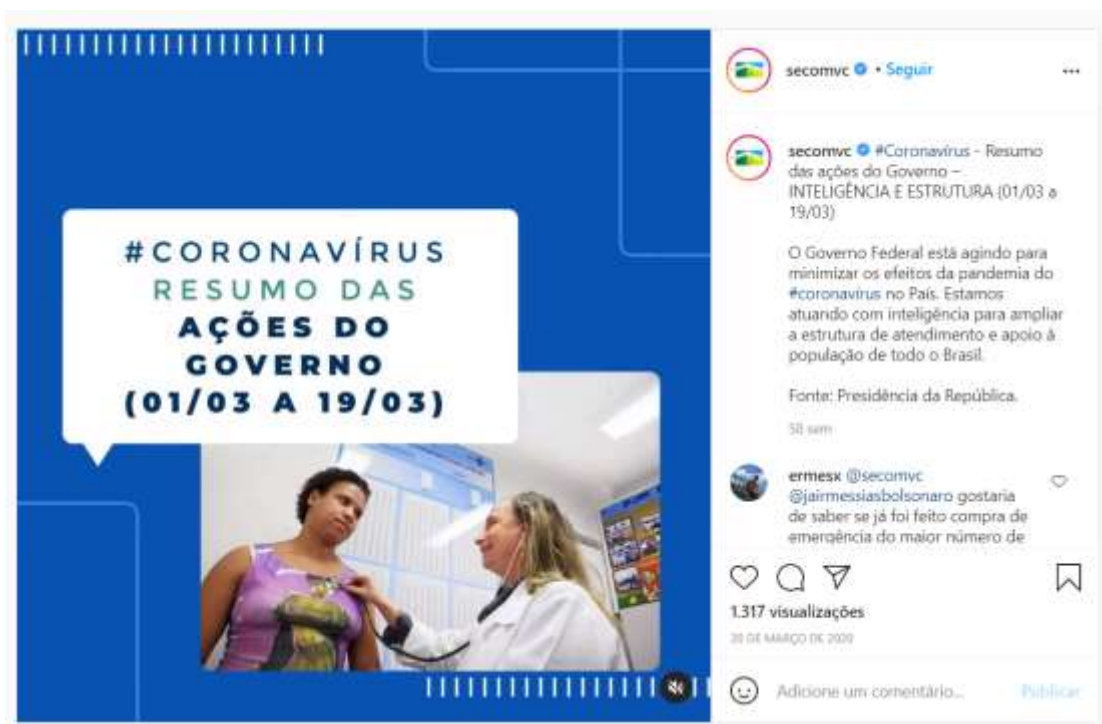 #CORONAVÍRUS
RESUMO DAS
AÇÕES DO
GOVERNO
(01/03 A 19/03)
secomvc • Seguir
secomvc #Coronavírus - Resumo
das ações do Governo –
INTELIGÊNCIA E ESTRUTURA (01/03 a
19/03)
O Governo Federal está agindo para
minimizar os efeitos da pandemia do
#coronavírus no País. Estamos
atuando com inteligência para ampliar
a estrutura de atendimento e apoio à
população de todo o Brasil.
Fonte: Presidência da República.
58 sem
ermesx @secomvc
@jairmessiasbolsonaro gostaria
de saber se já foi feito compra de
emergência do maior número de
1.317 visualizações
20 DE MARÇO DE 2020
Adicione um comentário... Publicar